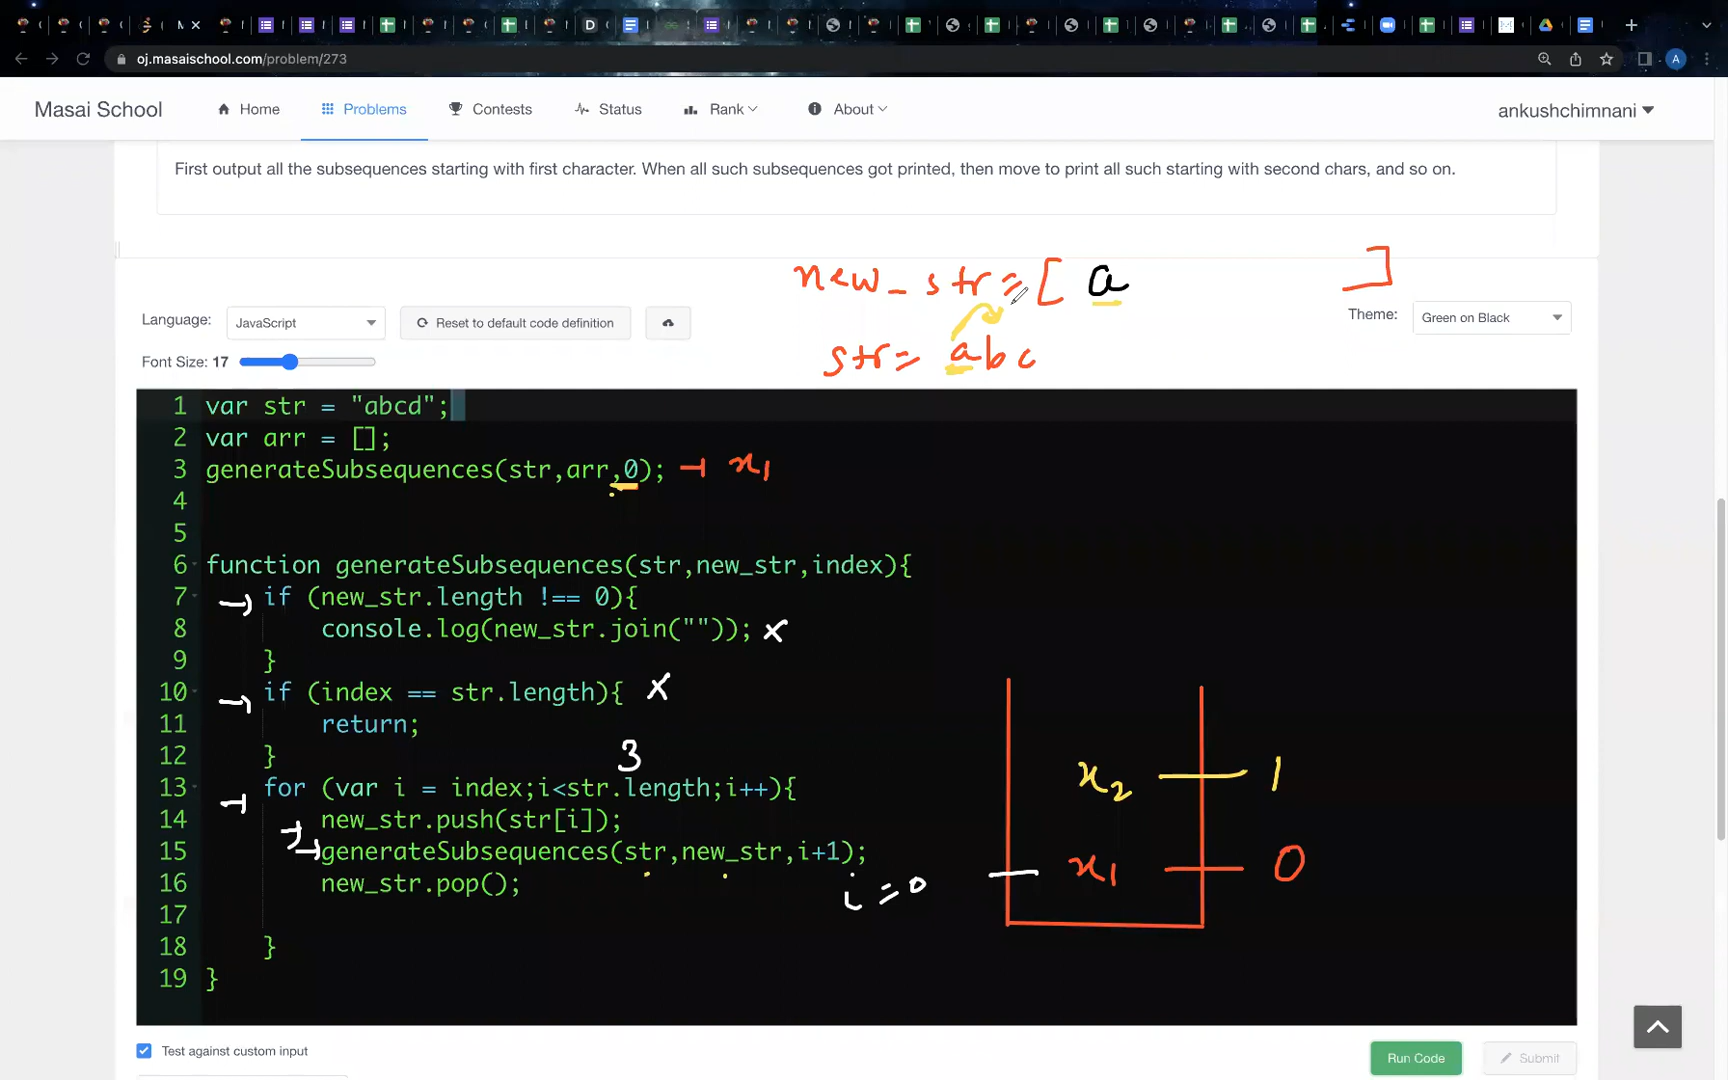 oj.masaischool.com/problem/273
A
Masai School
Home
Problems
Contests
Status
Rank
About
ankushchimnani
First output all the subsequences starting with first character. When all such subsequences got printed, then move to print all such starting with second chars, and so on.
new_str = [ a ]
Language:
JavaScript
Reset to default code definition
Theme:
Green on Black
str = abc
Font Size: 17
1 var str = "abcd";
2 var arr = [];
3 generateSubsequences(str,arr,0); → x1
4
5
6 function generateSubsequences(str,new_str,index){
7 if (new_str.length !== 0){
8 console.log(new_str.join("")); x
9 }
10 if (index == str.length){ x
11 return;
12 }
3
13 for (var i = index;i<str.length;i++){
14 new_str.push(str[i]);
15 generateSubsequences(str,new_str,i+1);
16 new_str.pop();
i = 0
17
18 }
19 }
x2 1
x1 0
Test against custom input
Run Code
Submit